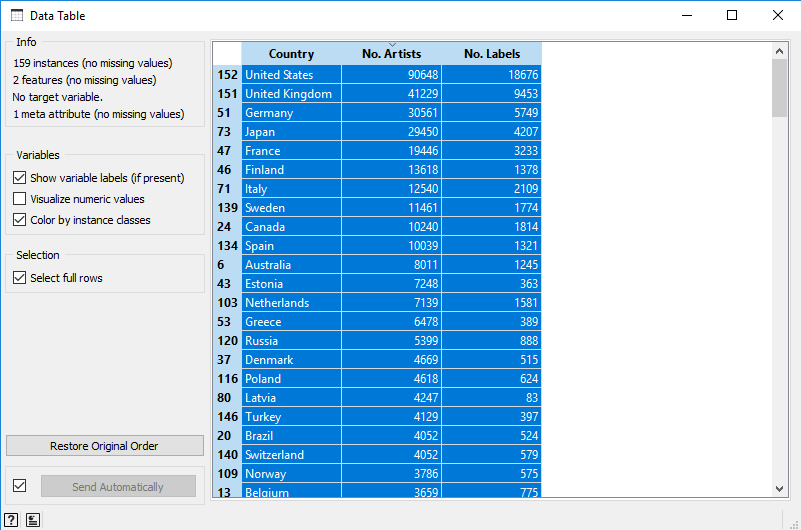 Data Table
Info
159 instances (no missing values)
2 features (no missing values)
No target variable.
1 meta attribute (no missing values)
Variables
Show variable labels (if present)
Visualize numeric values
Color by instance classes
Selection
Select full rows
Restore Original Order
Send Automatically
?
Country No. Artists No. Labels
152 United States 90648 18676
151 United Kingdom 41229 9453
51 Germany 30561 5749
73 Japan 29450 4207
47 France 19446 3233
46 Finland 13618 1378
71 Italy 12540 2109
139 Sweden 11461 1774
24 Canada 10240 1814
134 Spain 10039 1321
6 Australia 8011 1245
43 Estonia 7248 363
103 Netherlands 7139 1581
53 Greece 6478 389
120 Russia 5399 888
37 Denmark 4669 515
116 Poland 4618 624
80 Latvia 4247 83
146 Turkey 4129 397
20 Brazil 4052 524
140 Switzerland 4052 579
109 Norway 3786 575
13 Belgium 3659 775